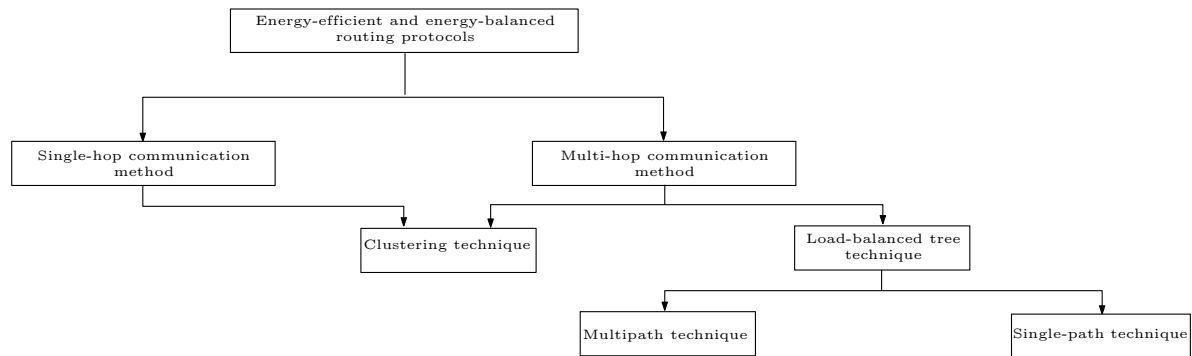 Energy-efficient and energy-balanced
routing protocols
Single-hop communication
method
Multi-hop communication
method
Clustering technique
Load-balanced tree
technique
Multipath technique
Single-path technique